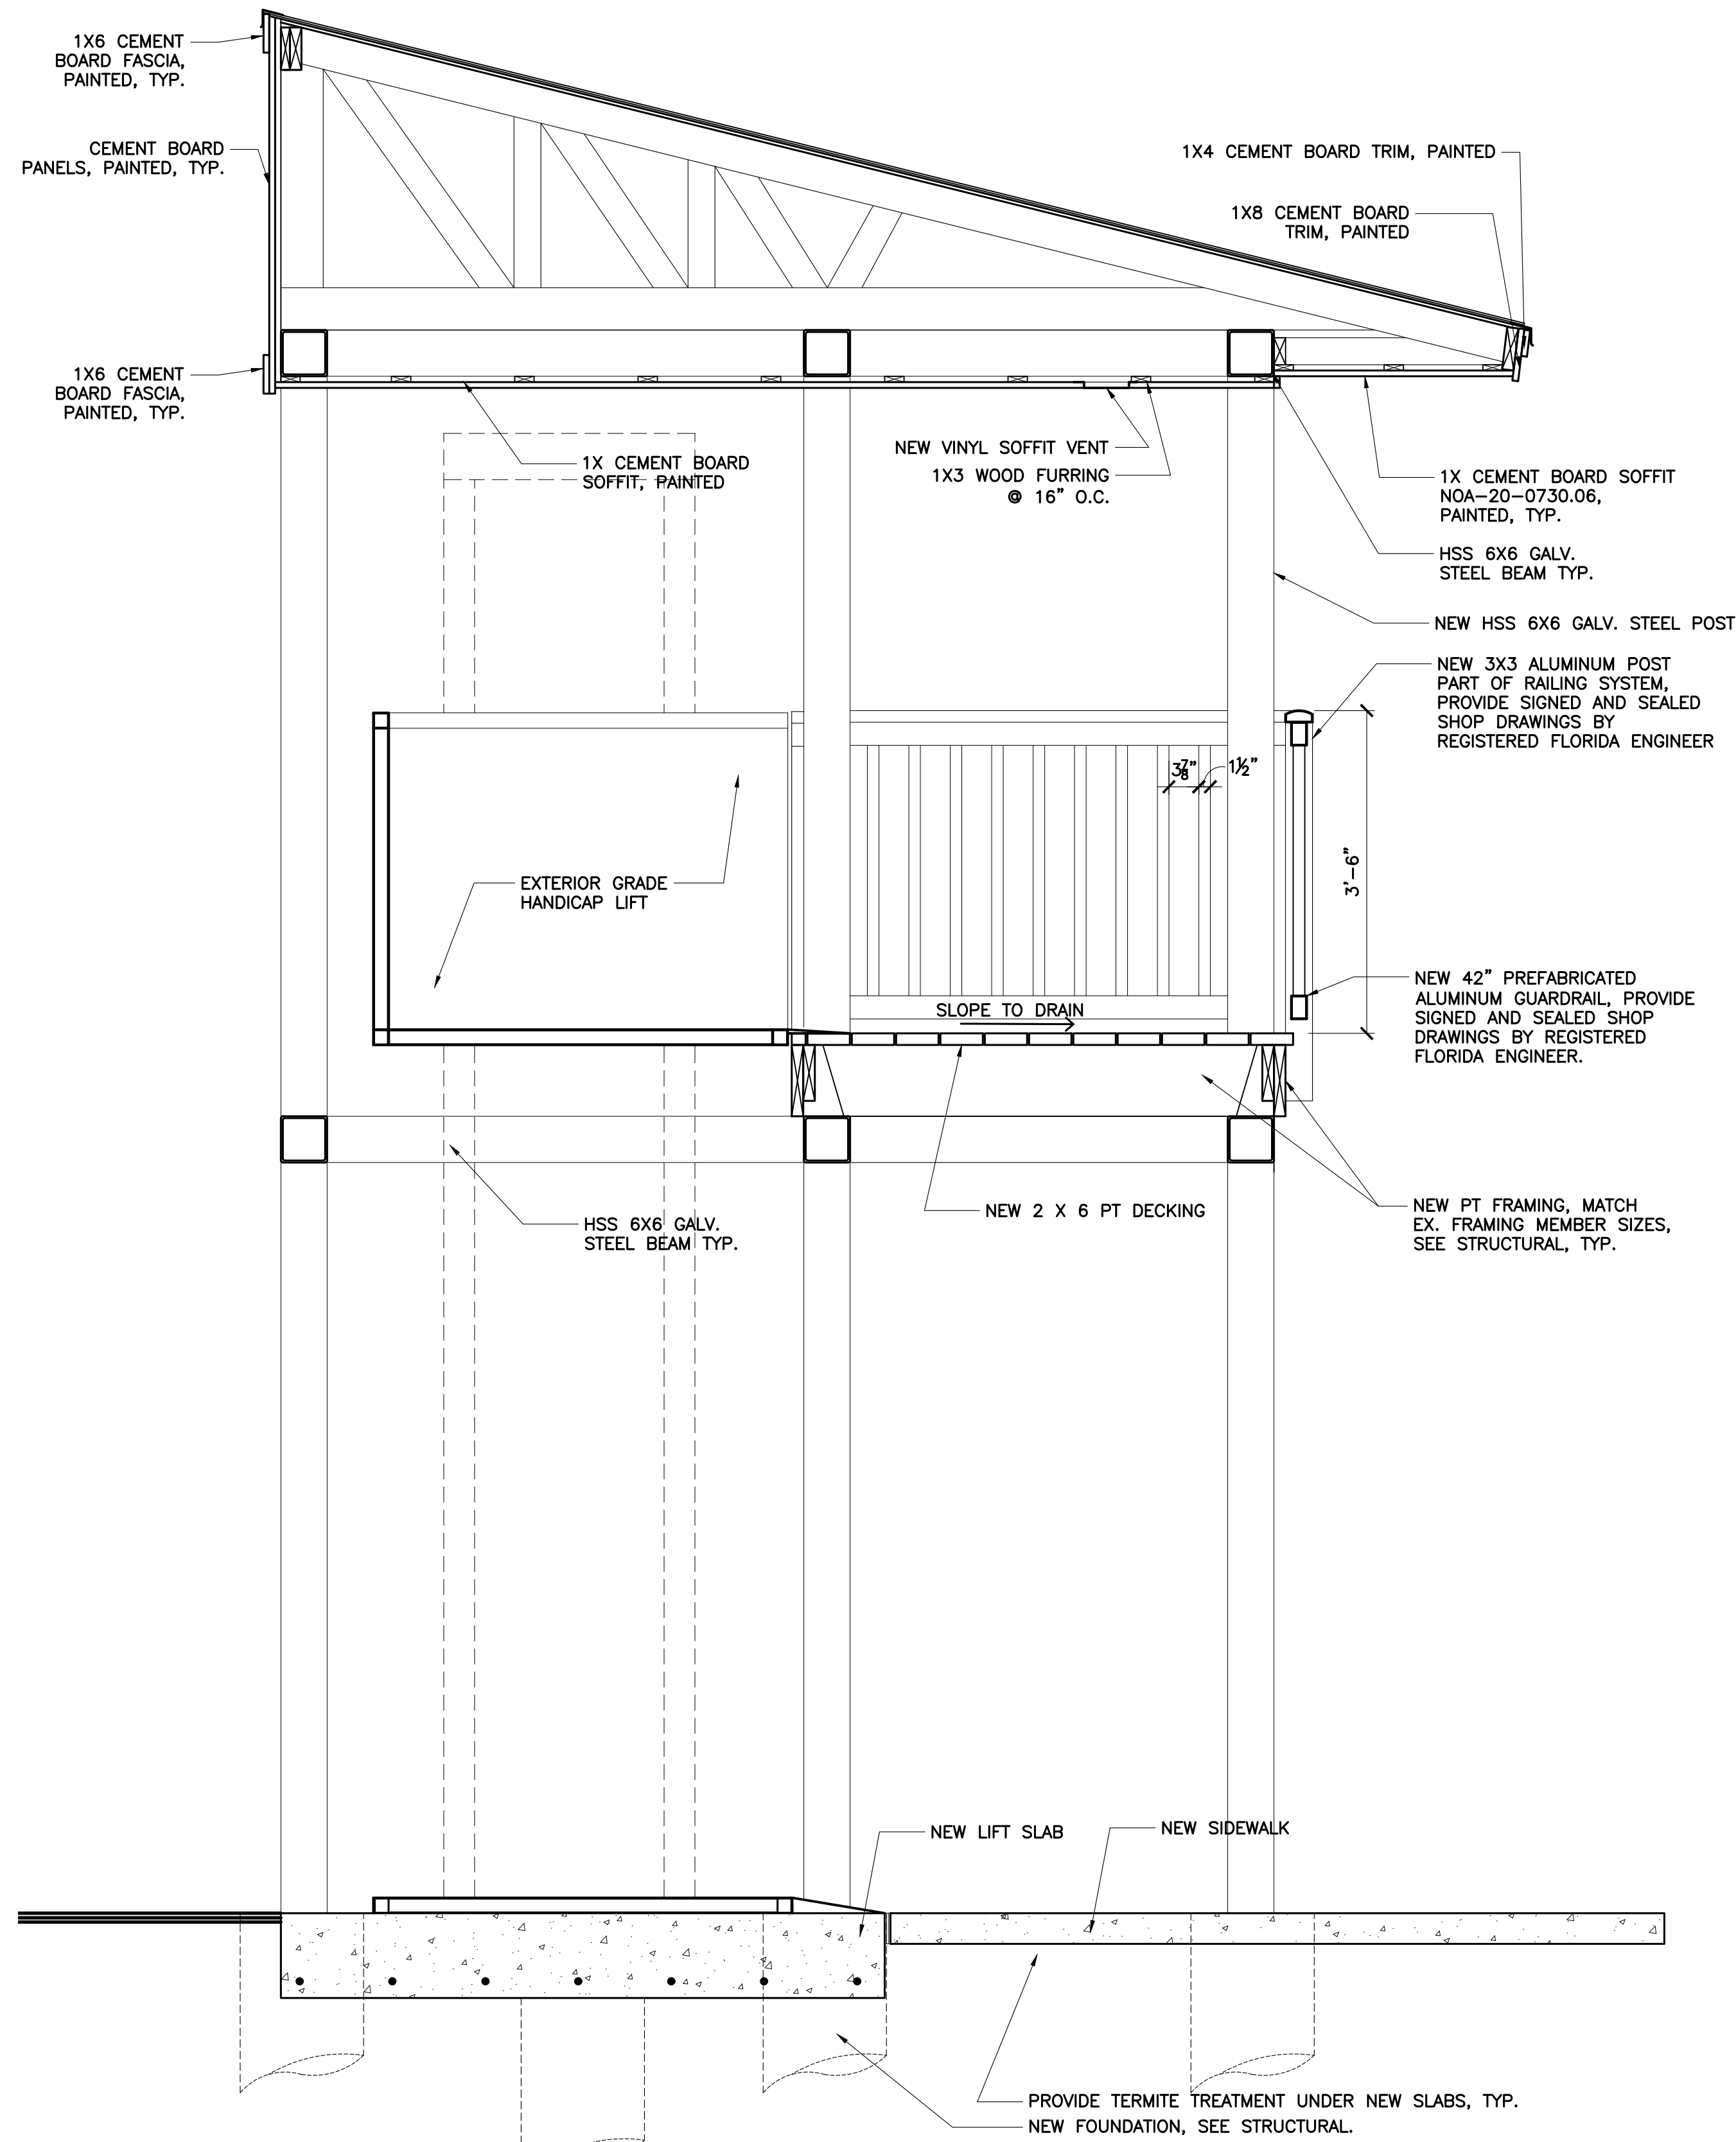 1X6 CEMENT
BOARD FASCIA,
PAINTED, TYP.
CEMENT BOARD
PANELS, PAINTED, TYP.
1X4 CEMENT BOARD TRIM, PAINTED
1X8 CEMENT BOARD
TRIM, PAINTED
1X6 CEMENT
BOARD FASCIA,
PAINTED, TYP.
1X CEMENT BOARD
SOFFIT, PAINTED
NEW VINYL SOFFIT VENT
1X3 WOOD FURRING
@ 16" O.C.
1X CEMENT BOARD SOFFIT
NOA-20-0730.06,
PAINTED, TYP.
HSS 6X6 GALV.
STEEL BEAM TYP.
NEW HSS 6X6 GALV. STEEL POST
NEW 3X3 ALUMINUM POST
PART OF RAILING SYSTEM,
PROVIDE SIGNED AND SEALED
SHOP DRAWINGS BY
REGISTERED FLORIDA ENGINEER
3⅞"
1½"
3'-6"
EXTERIOR GRADE
HANDICAP LIFT
NEW 42" PREFABRICATED
ALUMINUM GUARDRAIL, PROVIDE
SIGNED AND SEALED SHOP
DRAWINGS BY REGISTERED
FLORIDA ENGINEER.
SLOPE TO DRAIN
NEW 2 X 6 PT DECKING
NEW PT FRAMING, MATCH
EX. FRAMING MEMBER SIZES,
SEE STRUCTURAL, TYP.
HSS 6X6 GALV.
STEEL BEAM TYP.
NEW LIFT SLAB
NEW SIDEWALK
PROVIDE TERMITE TREATMENT UNDER NEW SLABS, TYP.
NEW FOUNDATION, SEE STRUCTURAL.